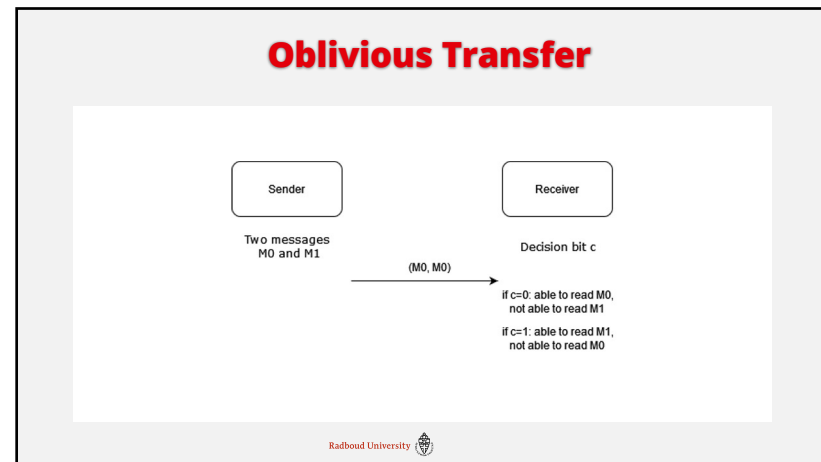 Oblivious Transfer
Sender
Receiver
Two messages
M0 and M1
Decision bit c
(M0, M0)
if c=0: able to read M0,
not able to read M1
if c=1: able to read M1,
not able to read M0
Radboud University